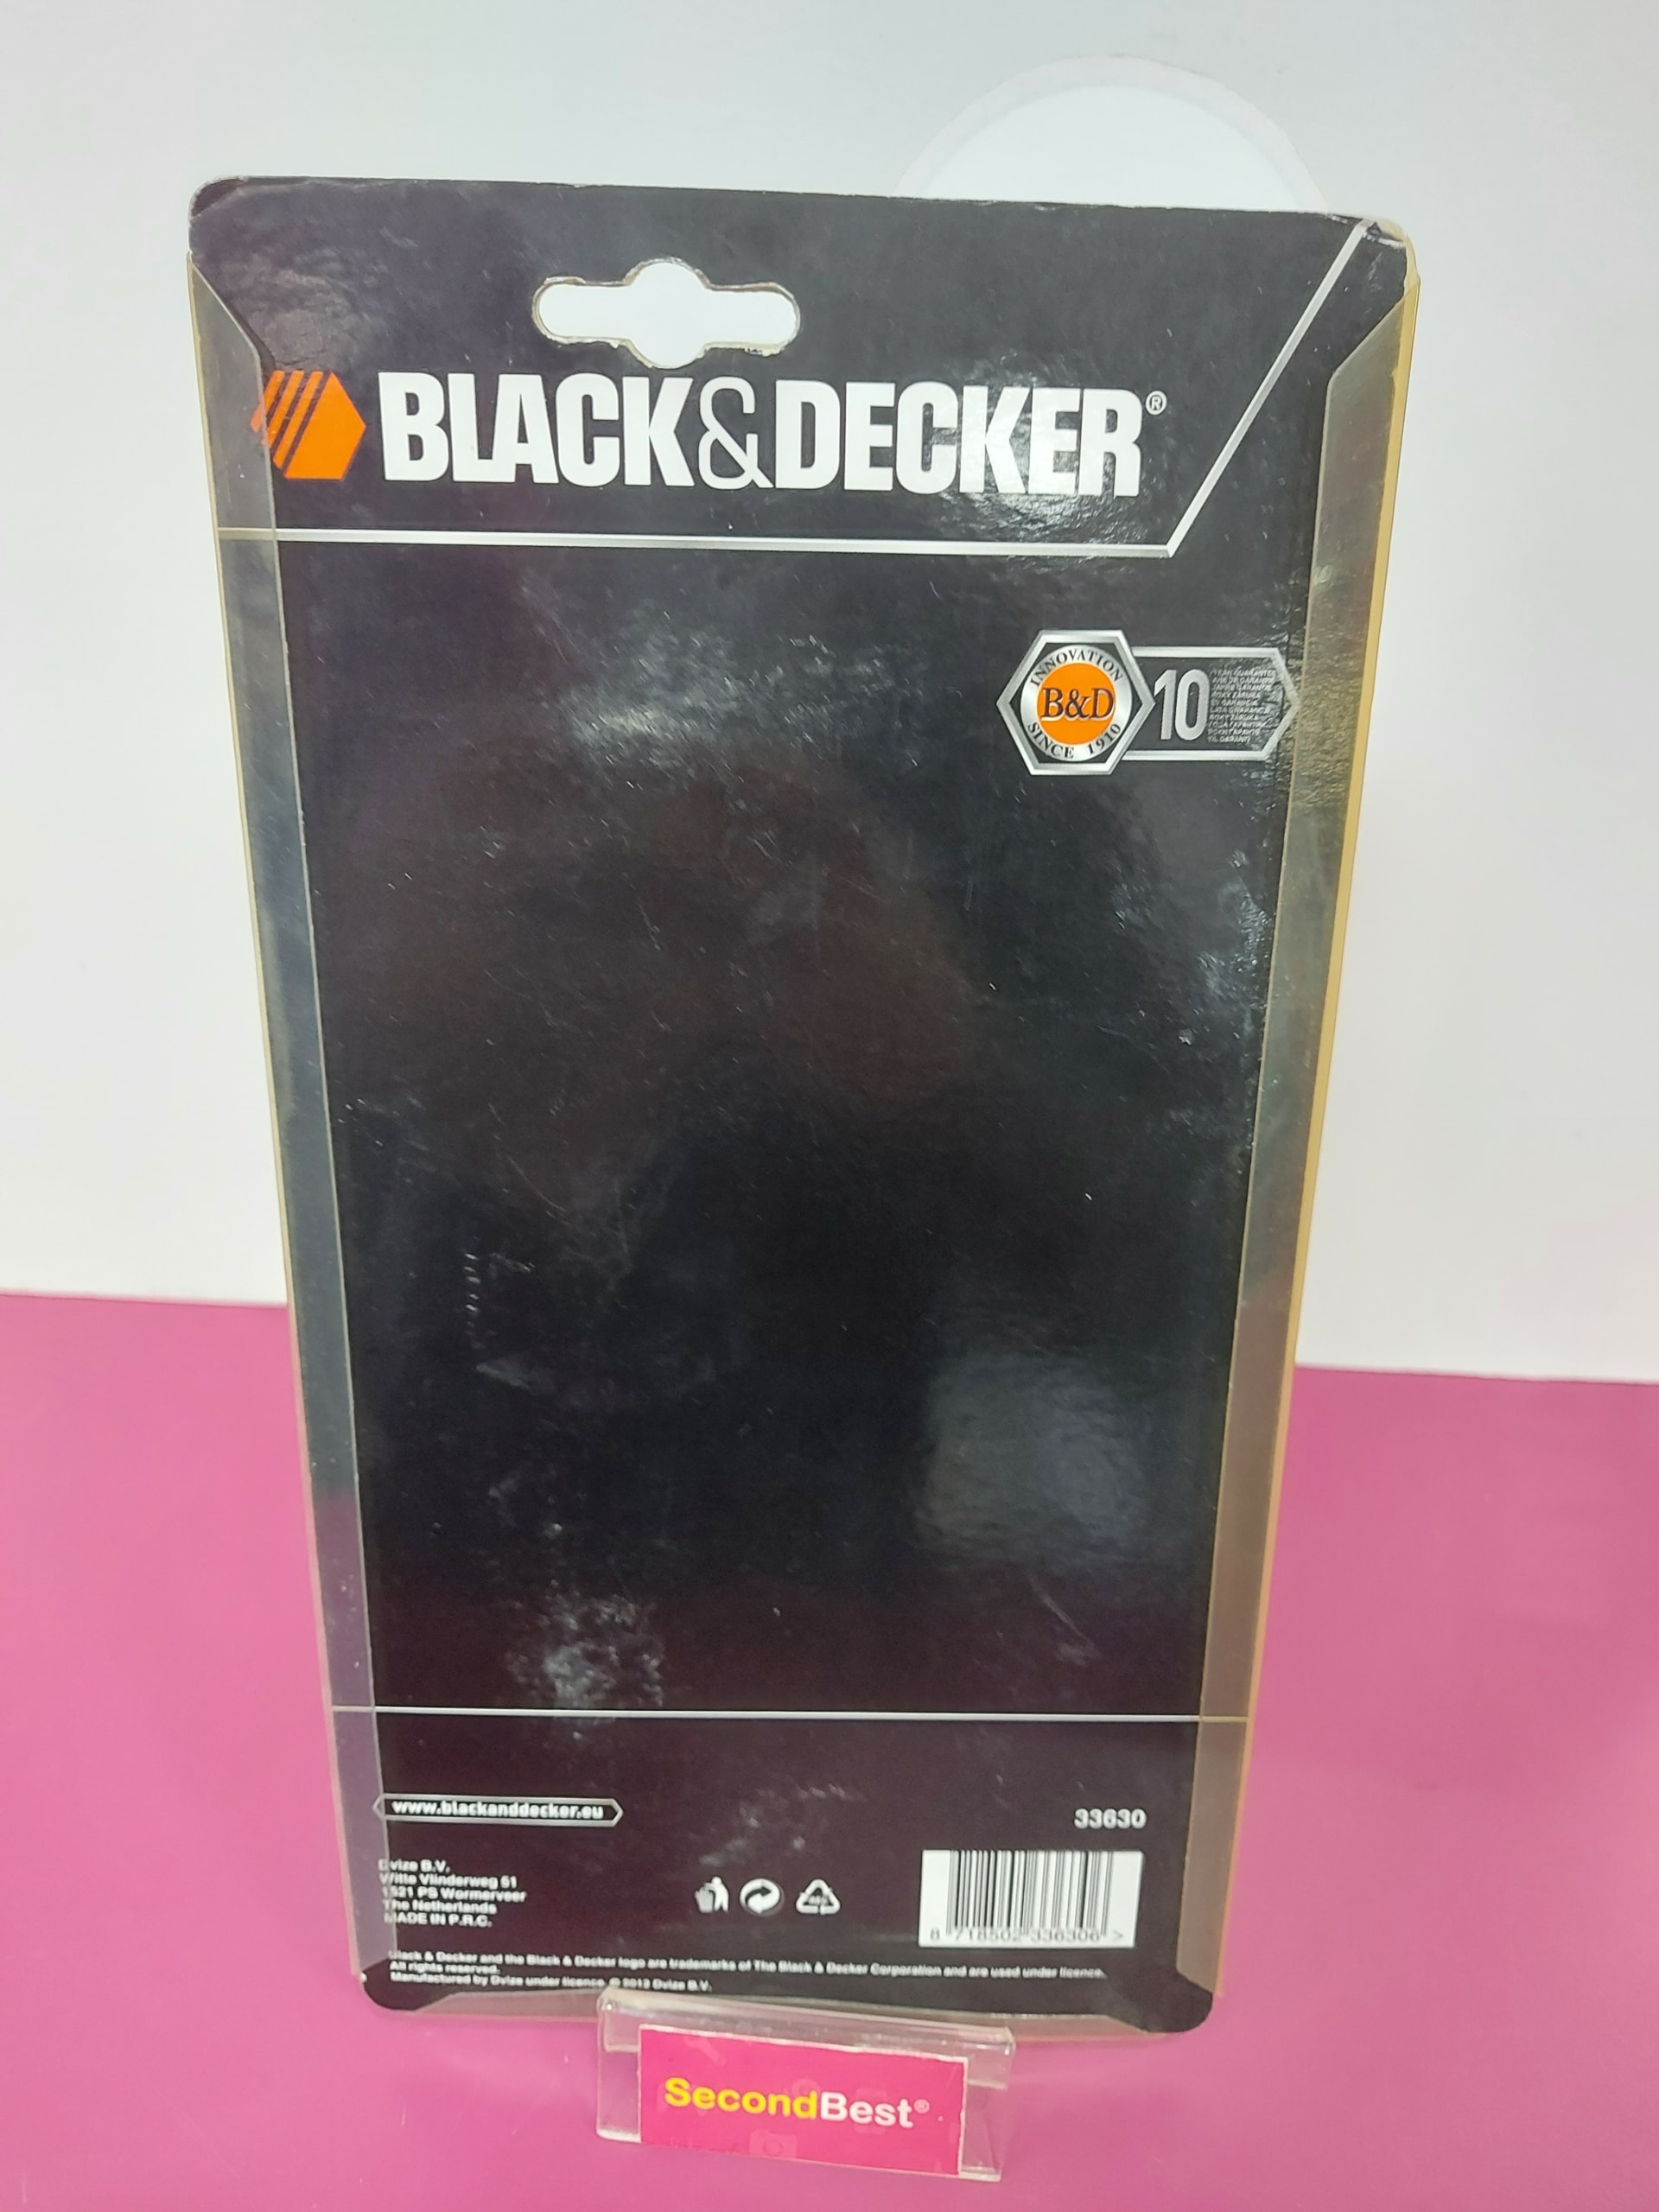 BLACK&DECKER®
INNOVATION
B&D
SINCE 1910
10
www.blackanddecker.eu
33630
Dvize B.V.
Witte Vlinderweg 51
1521 PS Wormerveer
The Netherlands
MADE IN P.R.C.
8 718502 336306 >
Black & Decker and the Black & Decker logo are trademarks of The Black & Decker Corporation and are used under licence.
All rights reserved.
Manufactured by Dvize under licence. © 2012 Dvize B.V.
SecondBest®